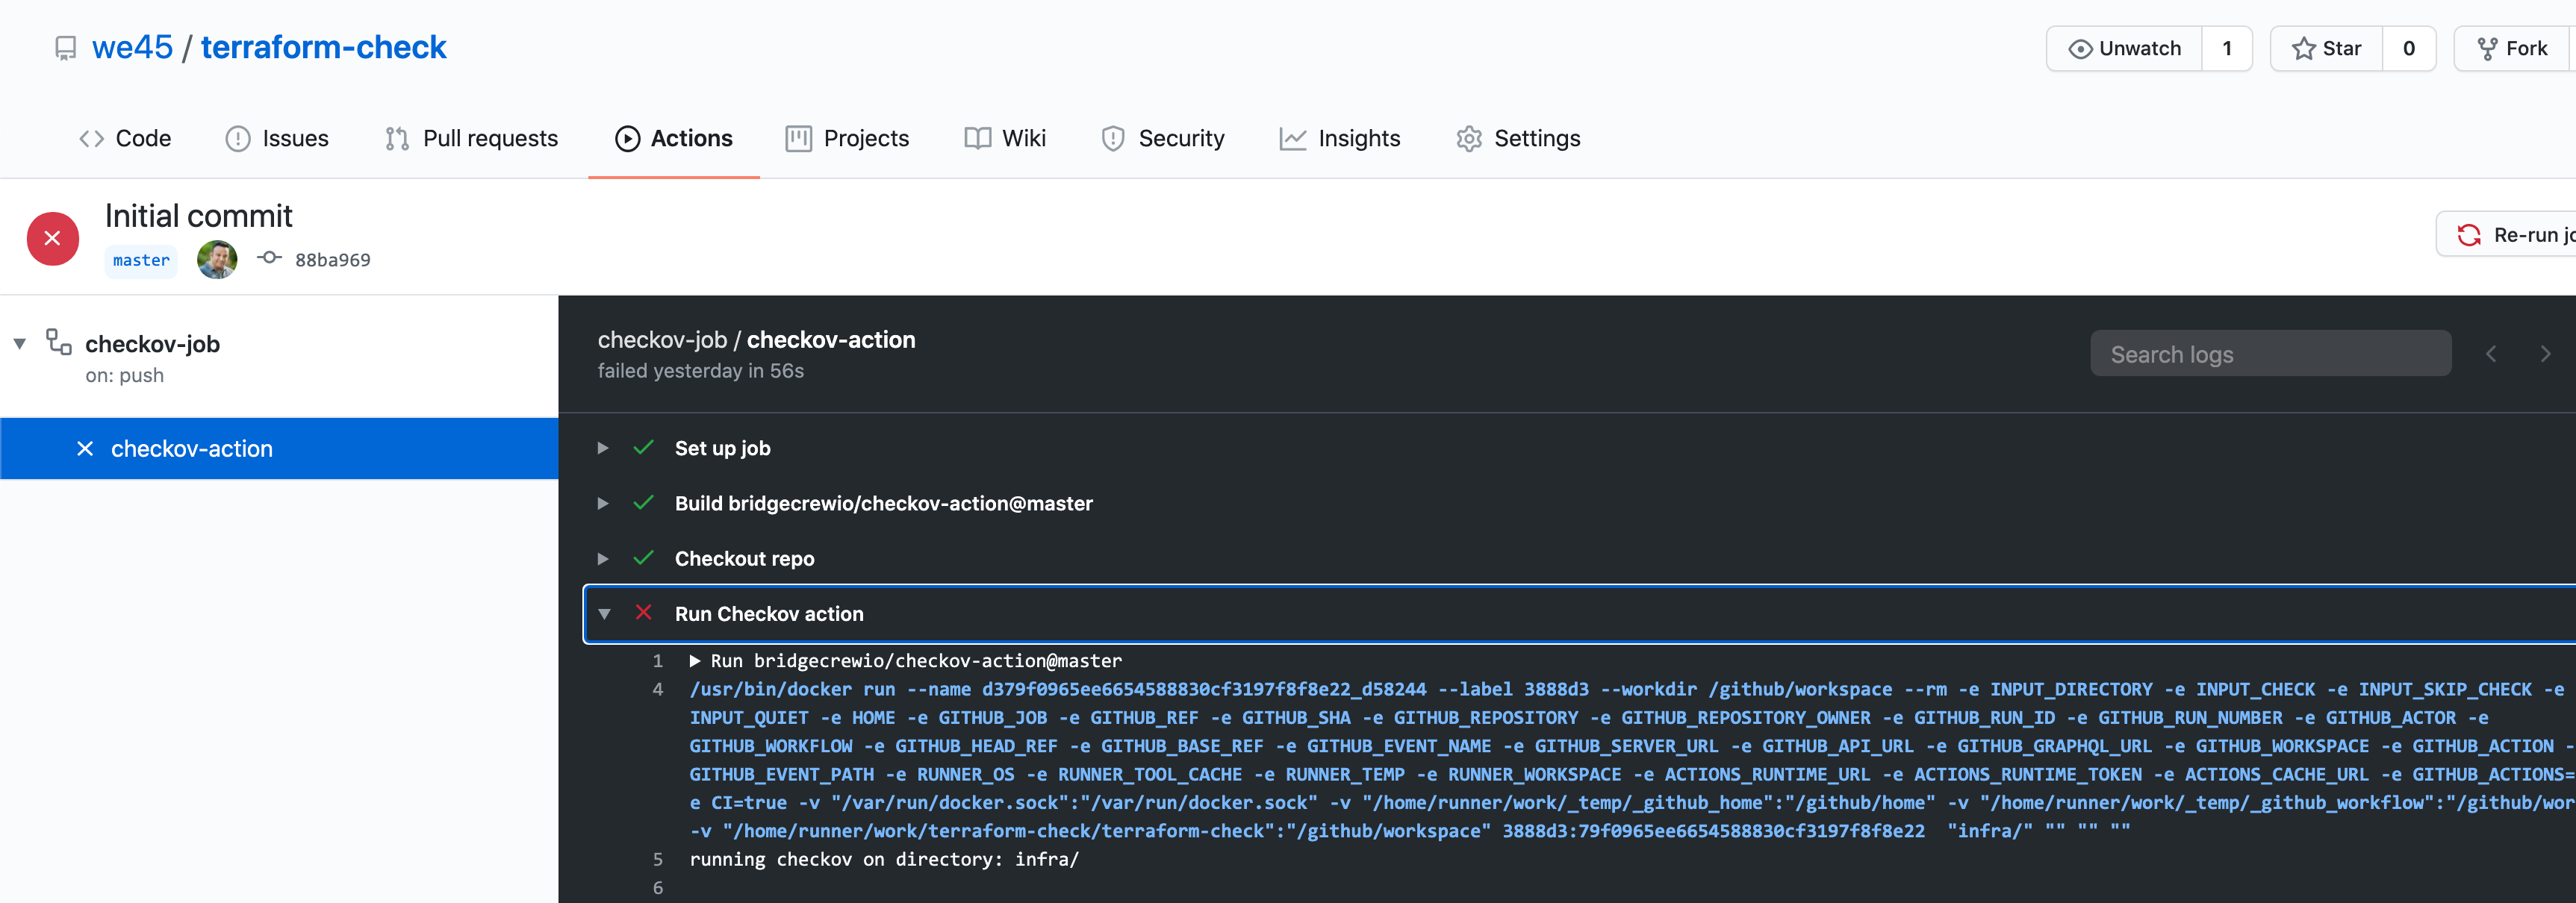 we45 / terraform-check
Unwatch 1 Star 0 Fork
Code Issues Pull requests Actions Projects Wiki Security Insights Settings
Initial commit
master 88ba969
Re-run
checkov-job
on: push
checkov-action
checkov-job / checkov-action
failed yesterday in 56s
Search logs
Set up job
Build bridgecrewio/checkov-action@master
Checkout repo
Run Checkov action
1 Run bridgecrewio/checkov-action@master
4 /usr/bin/docker run --name d379f0965ee6654588830cf3197f8f8e22_d58244 --label 3888d3 --workdir /github/workspace --rm -e INPUT_DIRECTORY -e INPUT_CHECK -e INPUT_SKIP_CHECK -e
INPUT_QUIET -e HOME -e GITHUB_JOB -e GITHUB_REF -e GITHUB_SHA -e GITHUB_REPOSITORY -e GITHUB_REPOSITORY_OWNER -e GITHUB_RUN_ID -e GITHUB_RUN_NUMBER -e GITHUB_ACTOR -e
GITHUB_WORKFLOW -e GITHUB_HEAD_REF -e GITHUB_BASE_REF -e GITHUB_EVENT_NAME -e GITHUB_SERVER_URL -e GITHUB_API_URL -e GITHUB_GRAPHQL_URL -e GITHUB_WORKSPACE -e GITHUB_ACTION -
GITHUB_EVENT_PATH -e RUNNER_OS -e RUNNER_TOOL_CACHE -e RUNNER_TEMP -e RUNNER_WORKSPACE -e ACTIONS_RUNTIME_URL -e ACTIONS_RUNTIME_TOKEN -e ACTIONS_CACHE_URL -e GITHUB_ACTIONS=
e CI=true -v "/var/run/docker.sock":"/var/run/docker.sock" -v "/home/runner/work/_temp/_github_home":"/github/home" -v "/home/runner/work/_temp/_github_workflow":"/github/wor
-v "/home/runner/work/terraform-check/terraform-check":"/github/workspace" 3888d3:79f0965ee6654588830cf3197f8f8e22 "infra/" "" "" ""
5 running checkov on directory: infra/
6